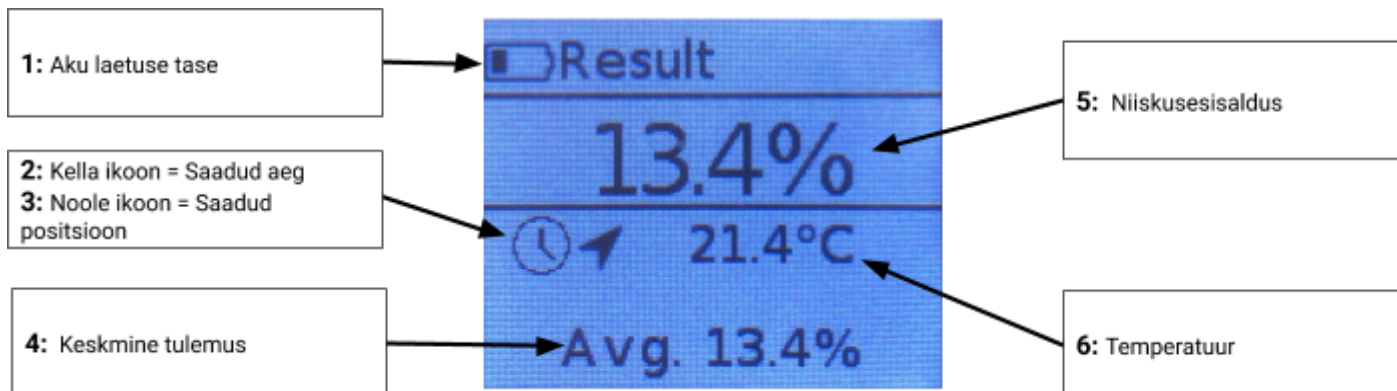 1: Aku laetuse tase
2: Kella ikoon = Saadud aeg
3: Noole ikoon = Saadud
positsioon
4: Keskmine tulemus
Result
13.4%
21.4°C
Avg. 13.4%
5: Niiskusesisaldus
6: Temperatuur